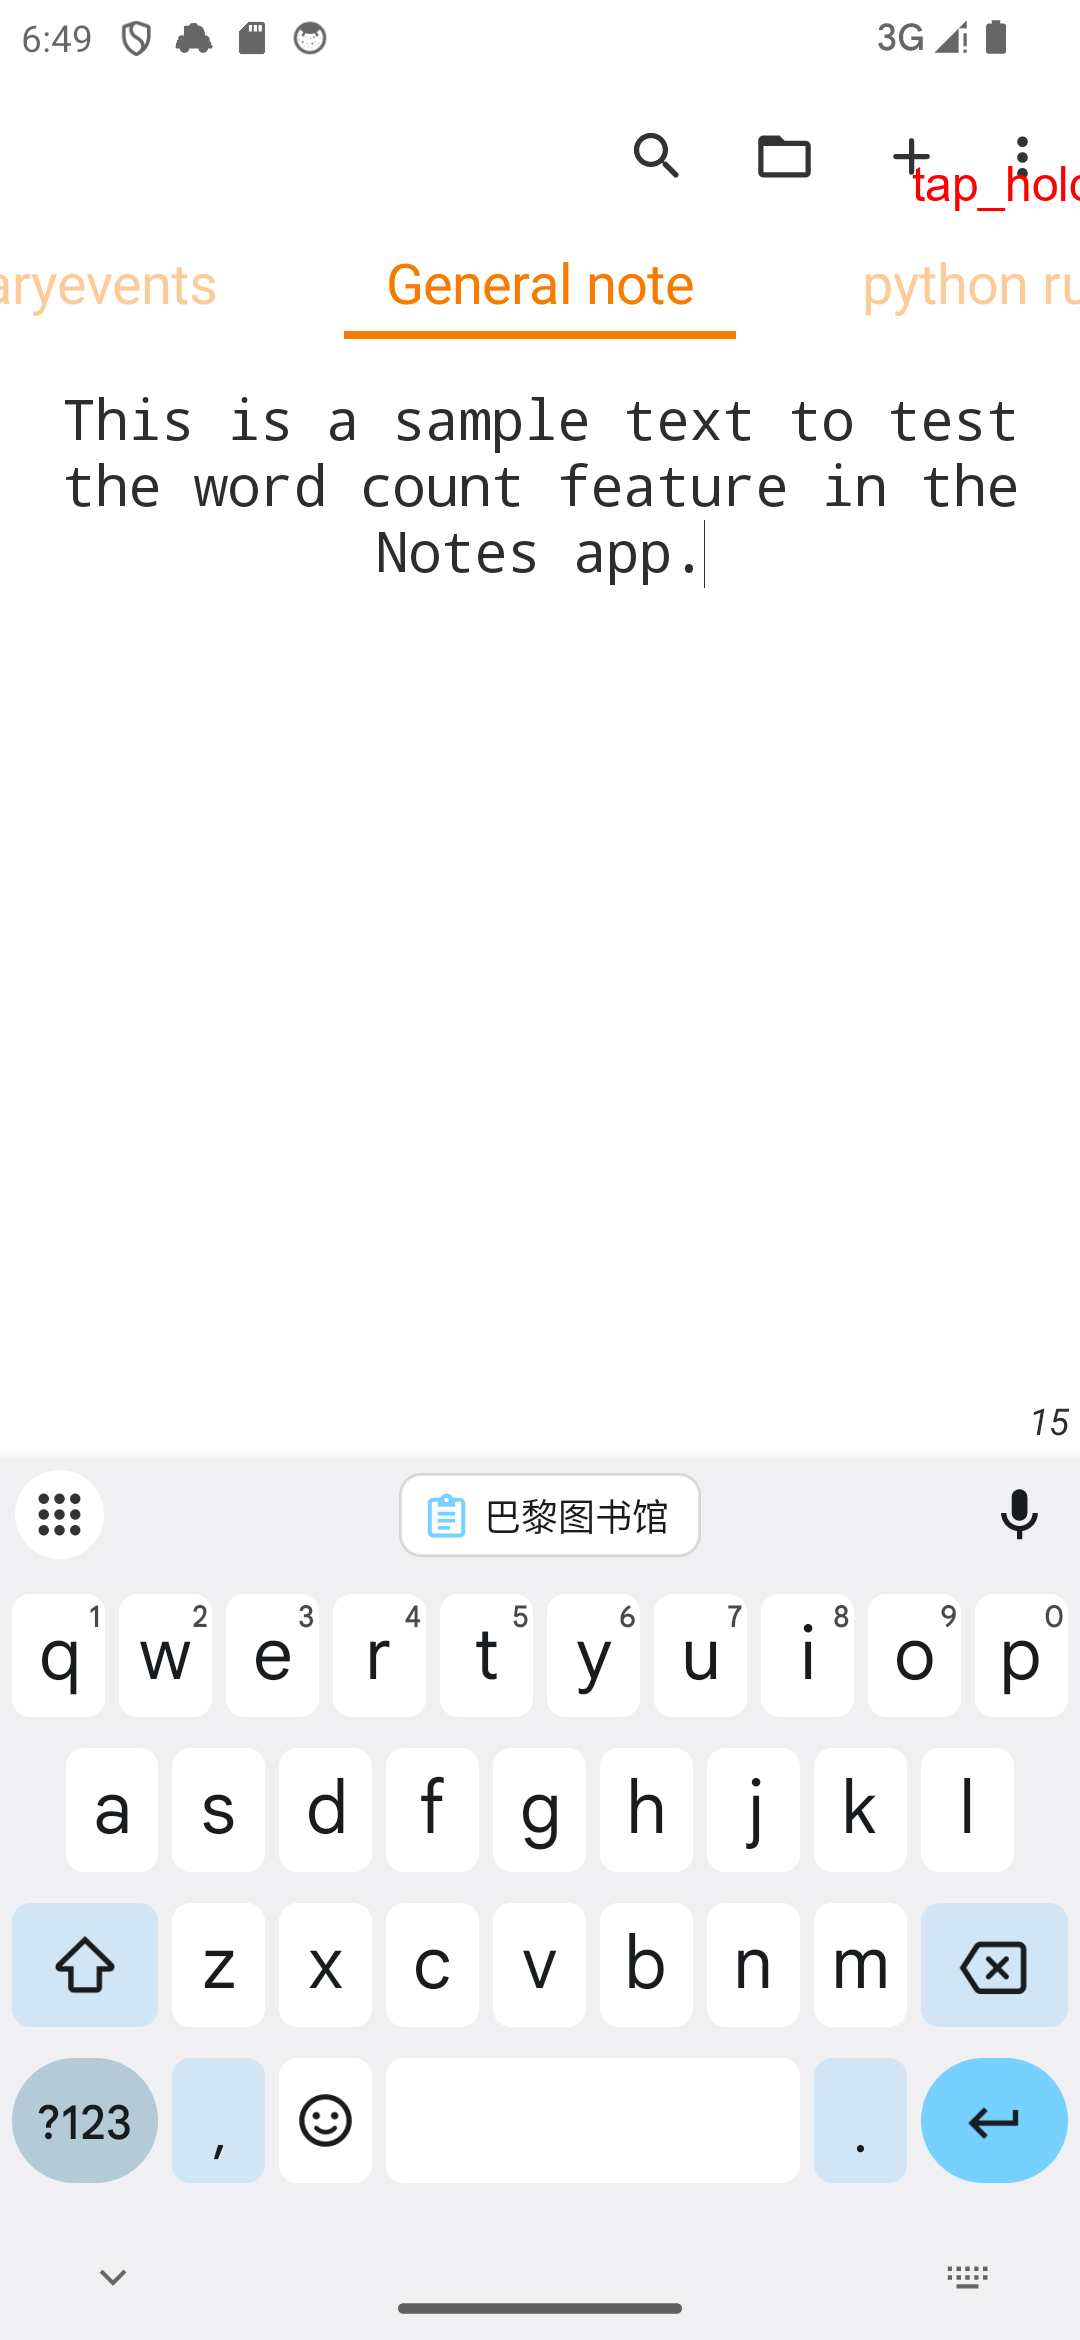 6:49
3G
tap_hold
aryevents
General note
python ru
This is a sample text to test
the word count feature in the
Notes app.
15
巴黎图书馆
q 1 w 2 e 3 r 4 t 5 y 6 u 7 i 8 o 9 p 0
a s d f g h j k l
z x c v b n m
?123 , .